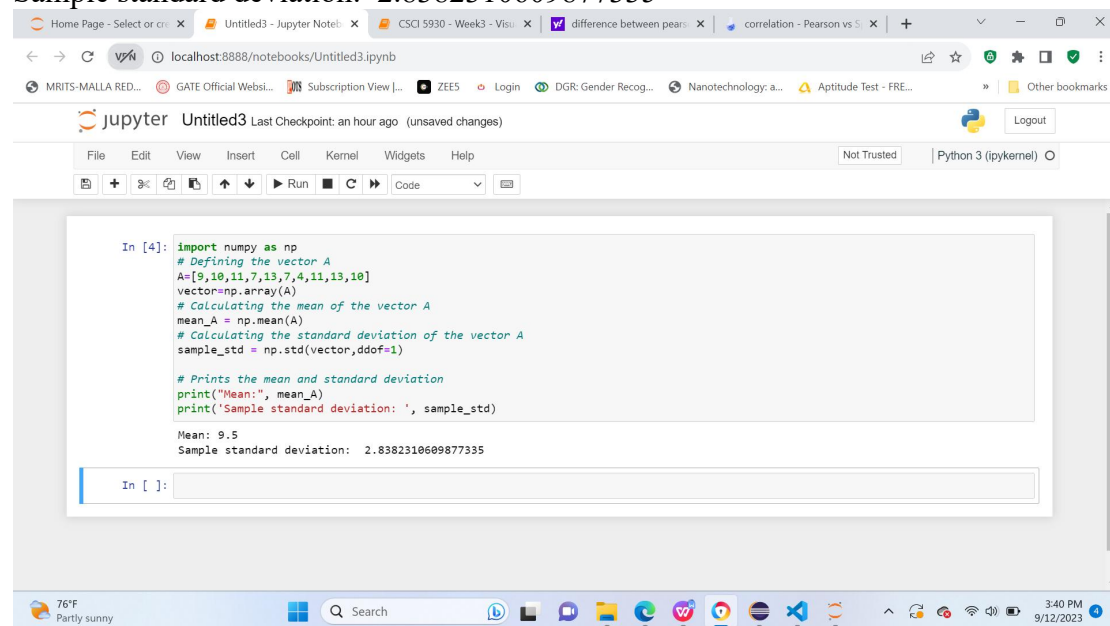 Sample standard deviation: 2.8382310609877335
Home Page - Select or cre
Untitled3 - Jupyter Noteb
CSCI 5930 - Week3 - Visu
difference between pears
correlation - Pearson vs S
localhost:8888/notebooks/Untitled3.ipynb
MRITS-MALLA RED... GATE Official Websi... Subscription View |... ZEE5 Login DGR: Gender Recog... Nanotechnology: a... Aptitude Test - FRE... » Other bookmarks
jupyter Untitled3 Last Checkpoint: an hour ago (unsaved changes) Logout
File Edit View Insert Cell Kernel Widgets Help Not Trusted Python 3 (ipykernel)
Run Code
In [4]: import numpy as np
# Defining the vector A
A=[9,10,11,7,13,7,4,11,13,10]
vector=np.array(A)
# Calculating the mean of the vector A
mean_A = np.mean(A)
# Calculating the standard deviation of the vector A
sample_std = np.std(vector,ddof=1)
# Prints the mean and standard deviation
print("Mean:", mean_A)
print('Sample standard deviation: ', sample_std)
Mean: 9.5
Sample standard deviation:  2.8382310609877335
In [ ]:
76°F
Partly sunny
Search
3:40 PM
9/12/2023
4